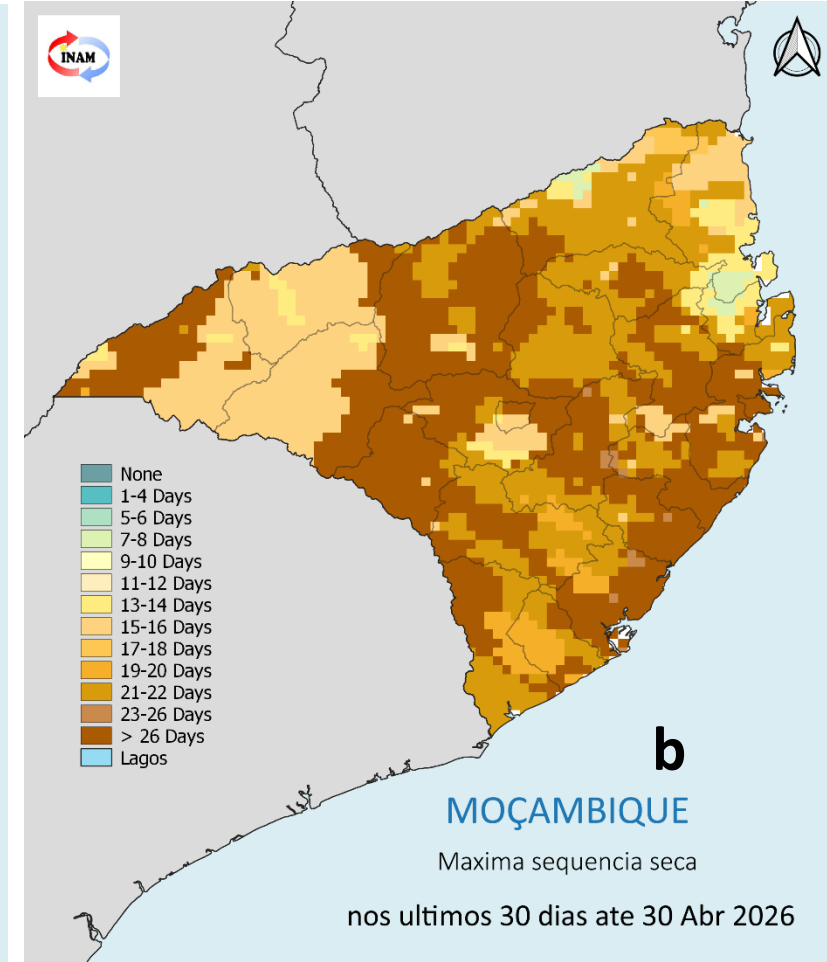 INAM
None
1-4 Days
5-6 Days
7-8 Days
9-10 Days
11-12 Days
13-14 Days
15-16 Days
17-18 Days
19-20 Days
21-22 Days
23-26 Days
> 26 Days
Lagos
b
MOÇAMBIQUE
Maxima sequencia seca
nos ultimos 30 dias ate 30 Abr 2026